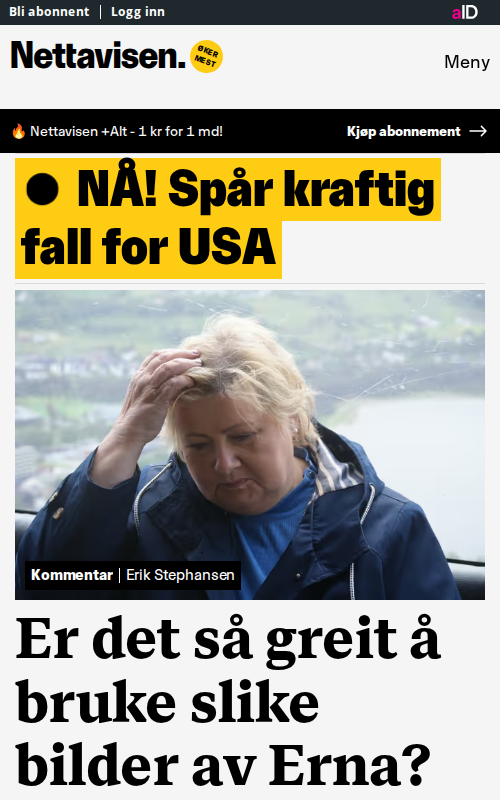 Bli abonnent | Logg inn
aID
Nettavisen.
ØKER
MEST
Meny
🔥 Nettavisen +Alt - 1 kr for 1 md!
Kjøp abonnement →
● NÅ! Spår kraftig
fall for USA
Kommentar | Erik Stephansen
Er det så greit å
bruke slike
bilder av Erna?